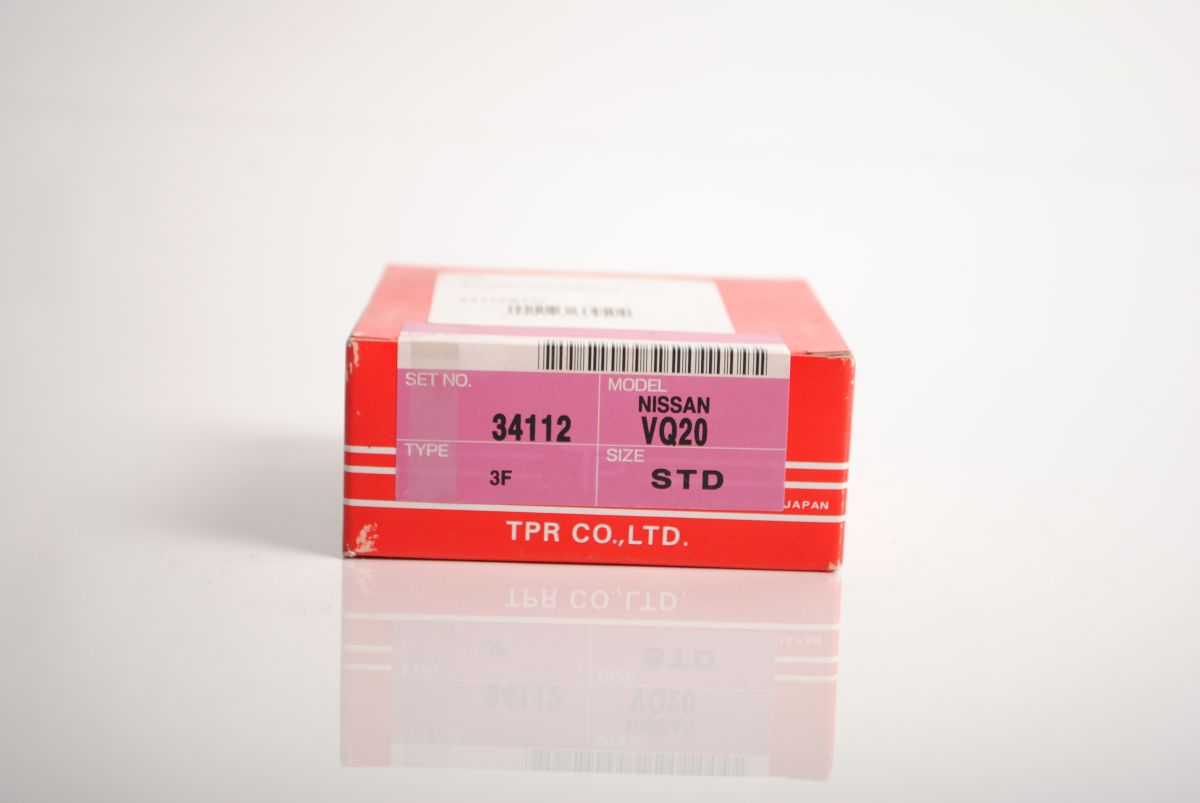 SET NO.
34112
MODEL
NISSAN
VQ20
TYPE
3F
SIZE
STD
JAPAN
TPR CO.,LTD.